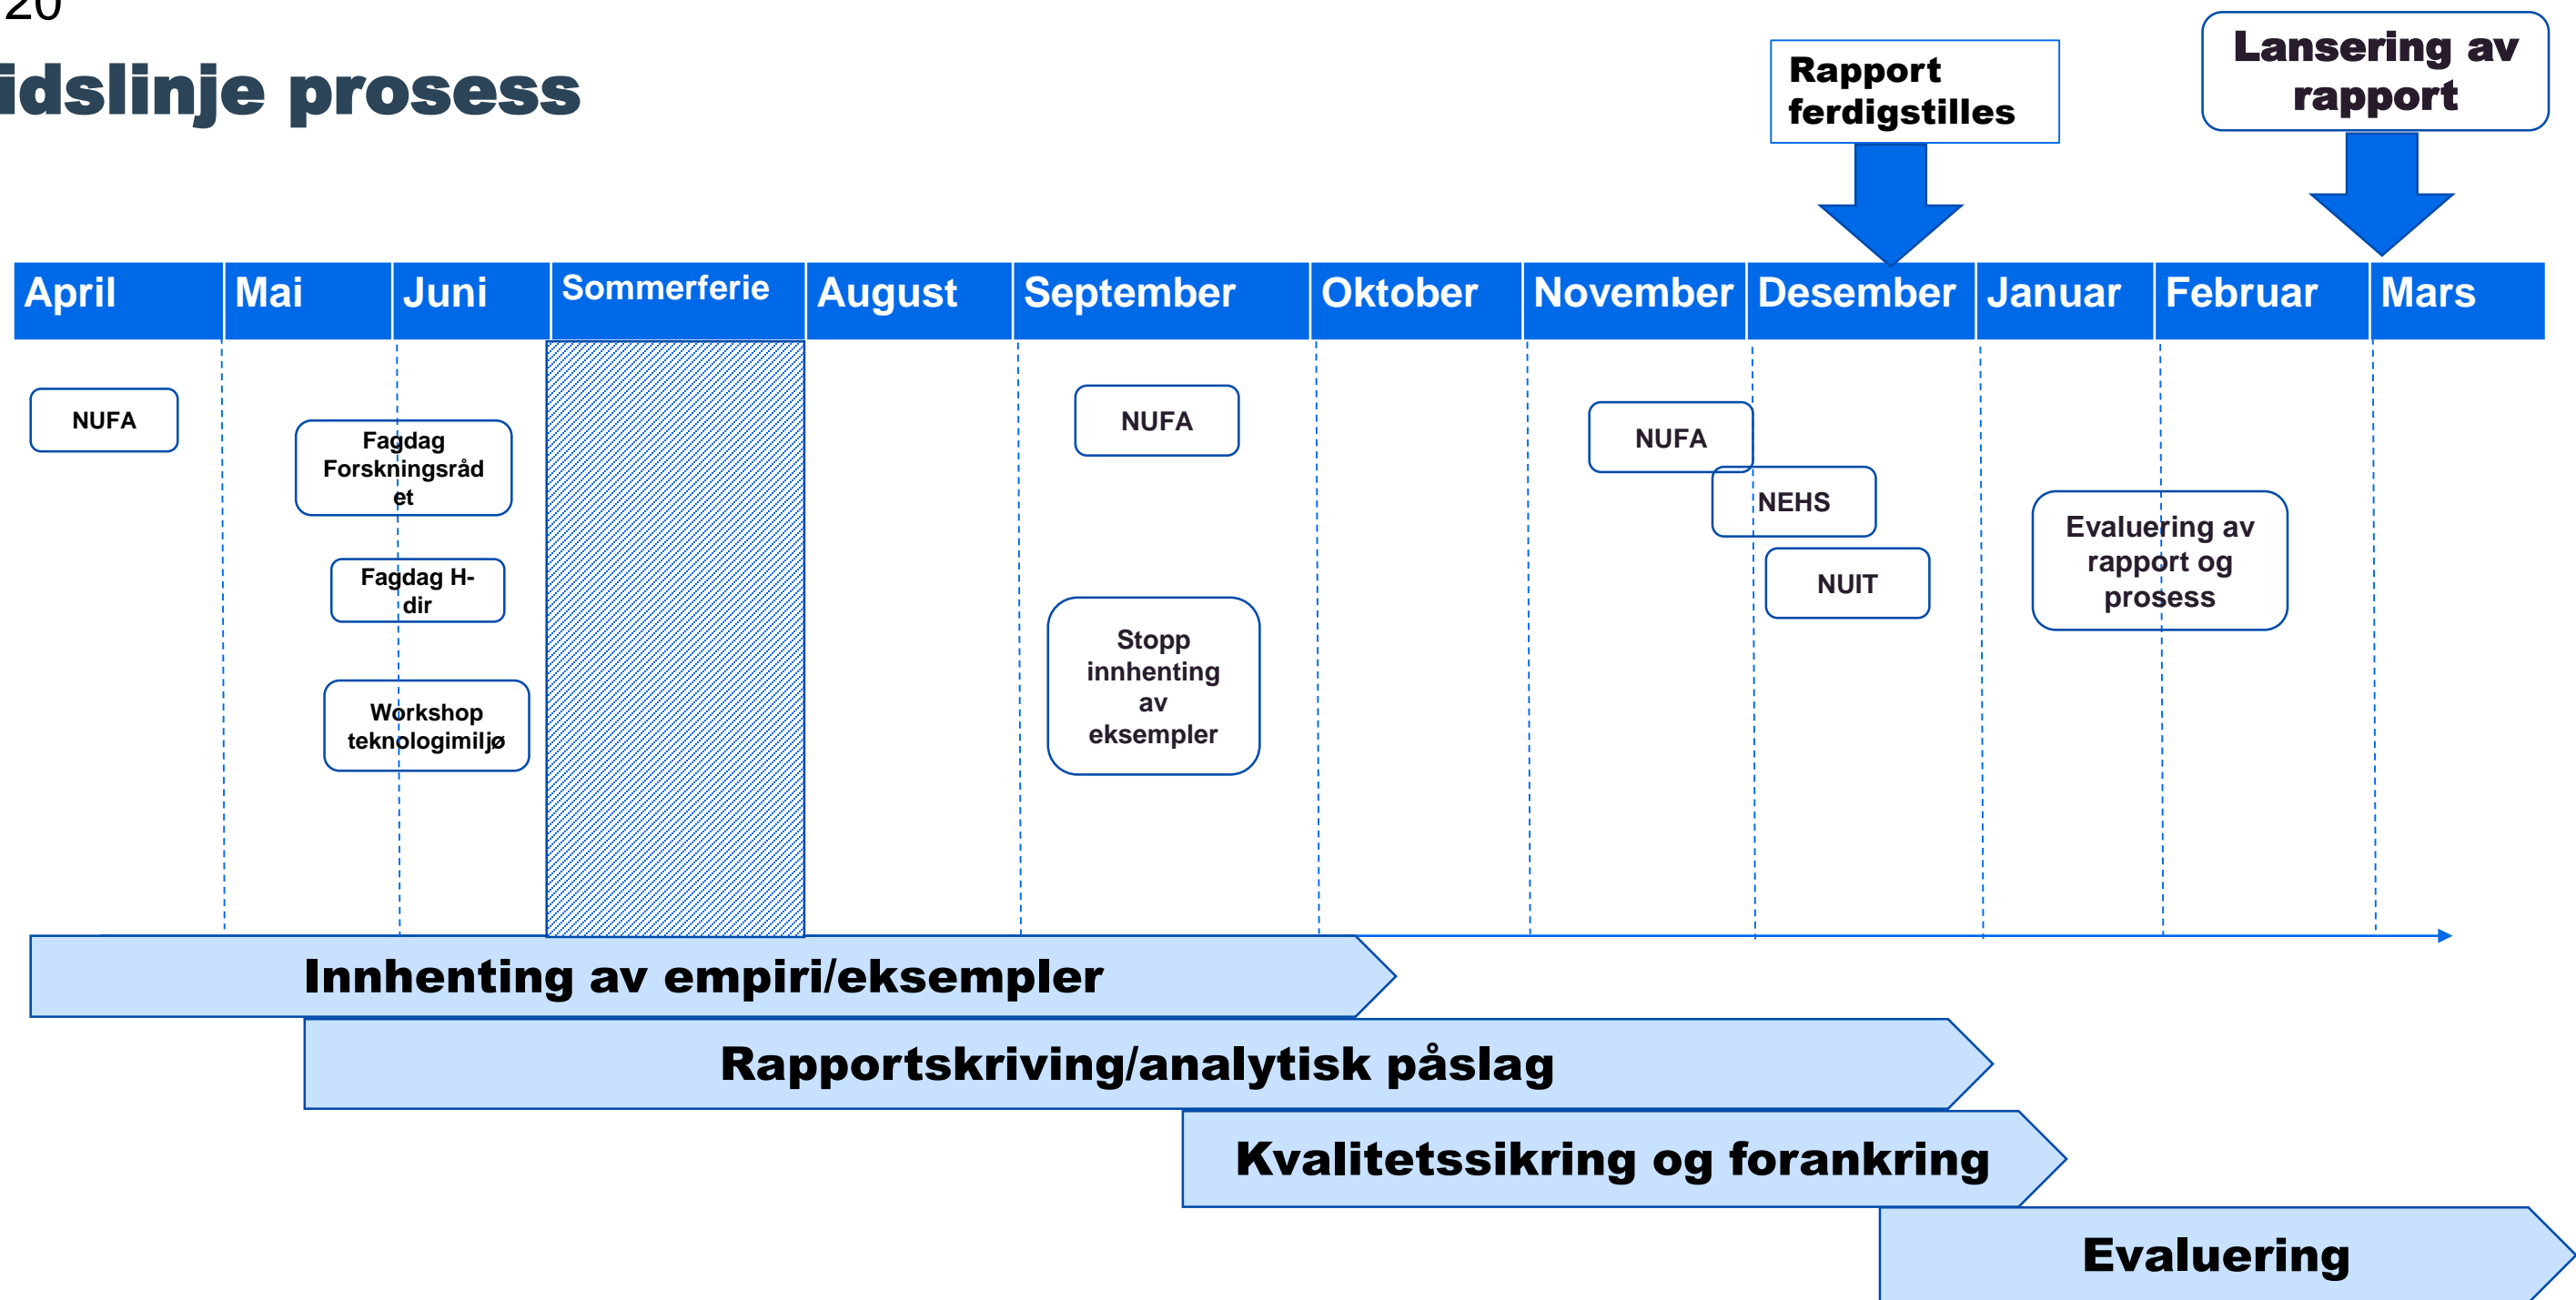 20
idslinje prosess
Rapport
ferdigstilles
Lansering av
rapport
April
Mai
Juni
Sommerferie
August
September
Oktober
November
Desember
Januar
Februar
Mars
NUFA
Fagdag
Forskningsråd
et
Fagdag H-
dir
Workshop
teknologimiljø
NUFA
Stopp
innhenting
av
eksempler
NUFA
NEHS
NUIT
Evaluering av
rapport og
prosess
Innhenting av empiri/eksempler
Rapportskriving/analytisk påslag
Kvalitetssikring og forankring
Evaluering